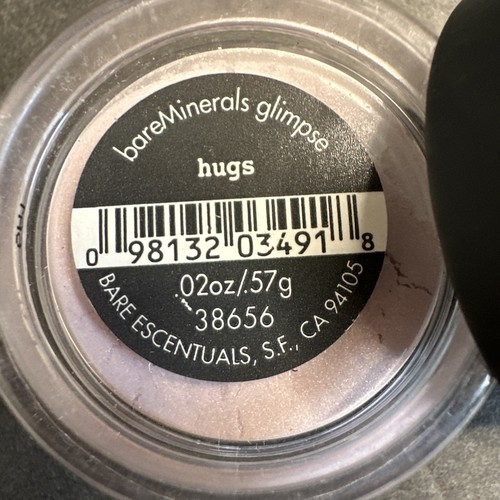 bareMinerals glimpse
hugs
0 98132 03491 8
.02oz/.57g
38656
BARE ESCENTUALS, S.F., CA 94105